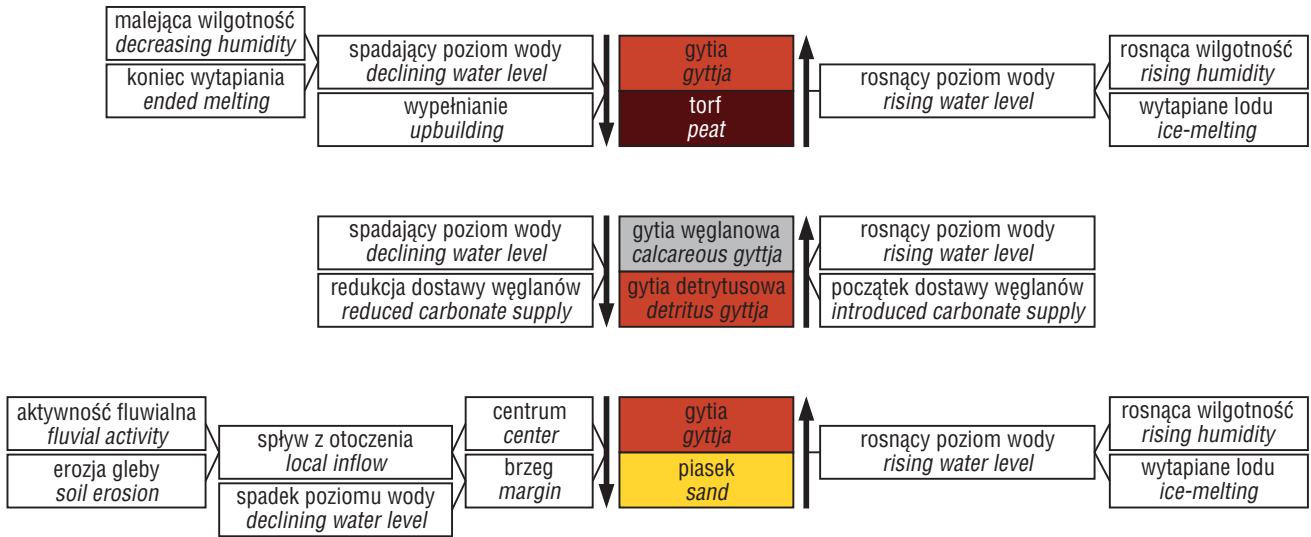 malejąca wilgotność
decreasing humidity
koniec wytapiania
ended melting
spadający poziom wody
declining water level
wypełnianie
upbuilding
gytia
gyttja
torf
peat
rosnący poziom wody
rising water level
rosnąca wilgotność
rising humidity
wytapiane lodu
ice-melting
spadający poziom wody
declining water level
redukcja dostawy węglanów
reduced carbonate supply
gytia węglanowa
calcareous gyttja
gytia detrytusowa
detritus gyttja
rosnący poziom wody
rising water level
początek dostawy węglanów
introduced carbonate supply
aktywność fluwialna
fluvial activity
erozja gleby
soil erosion
spływ z otoczenia
local inflow
spadek poziomu wody
declining water level
centrum
center
brzeg
margin
gytia
gyttja
piasek
sand
rosnący poziom wody
rising water level
rosnąca wilgotność
rising humidity
wytapiane lodu
ice-melting